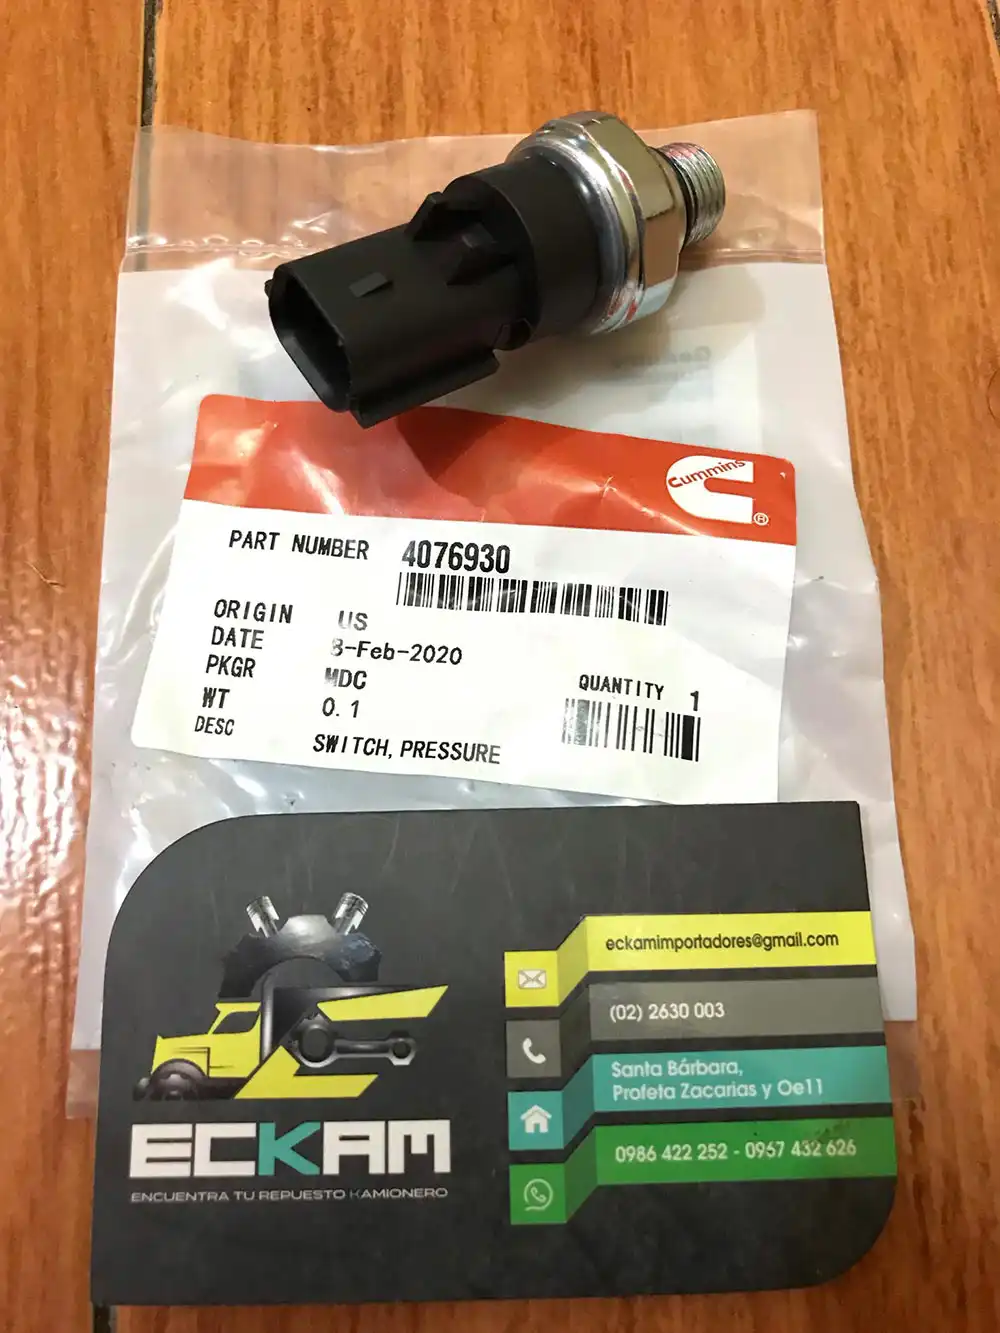 Cummins
®
PART NUMBER 4076930
ORIGIN US
DATE 8-Feb-2020
PKGR MDC
WT 0.1
DESC SWITCH, PRESSURE
QUANTITY 1
eckamimportadores@gmail.com
(02) 2630 003
Santa Bárbara,
Profeta Zacarias y Oe11
0986 422 252 - 0957 432 626
ECKAM
ENCUENTRA TU REPUESTO KAMIONERO